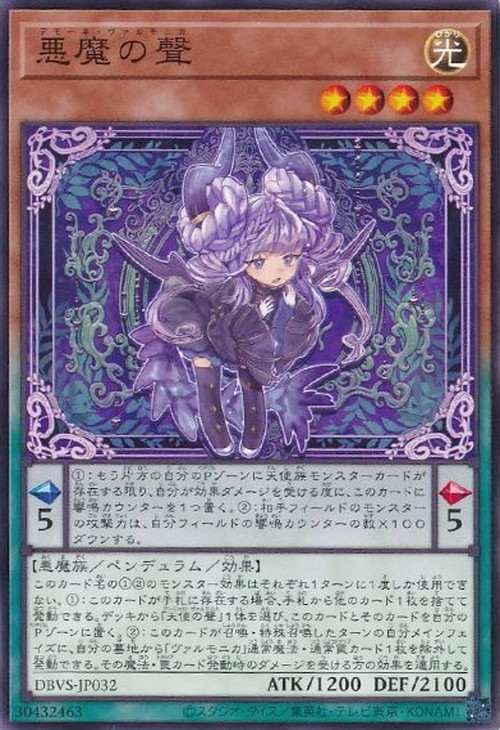 デモーネ・ヴァルモニカ
悪魔の聲
ひかり
光
①:もう片方の自分のPゾーンに天使族モンスターカードが
存在する限り、自分が効果ダメージを受ける度に、このカードに
響鳴カウンターを1つ置く。②:相手フィールドのモンスター
の攻撃力は、自分フィールドの響鳴カウンターの数×100
ダウンする。
5
5
【悪魔族/ペンデュラム/効果】
このカード名の①②のモンスター効果はそれぞれ1ターンに1度しか使用でき
ない。①:このカードが手札に存在する場合、手札から他のカード1枚を捨てて
発動できる。デッキから「天使の聲」1体を選び、このカードとそのカードを自分の
Pゾーンに置く。②:このカードが召喚・特殊召喚したターンの自分メインフェ
イズに、自分の墓地から「ヴァルモニカ」通常魔法・通常罠カード1枚を除外して
発動できる。その魔法・罠カード発動時のダメージを受ける方の効果を適用する。
DBVS-JP032
ATK/1200 DEF/2100
30432463
©スタジオ・ダイス/集英社・テレビ東京・KONAMI